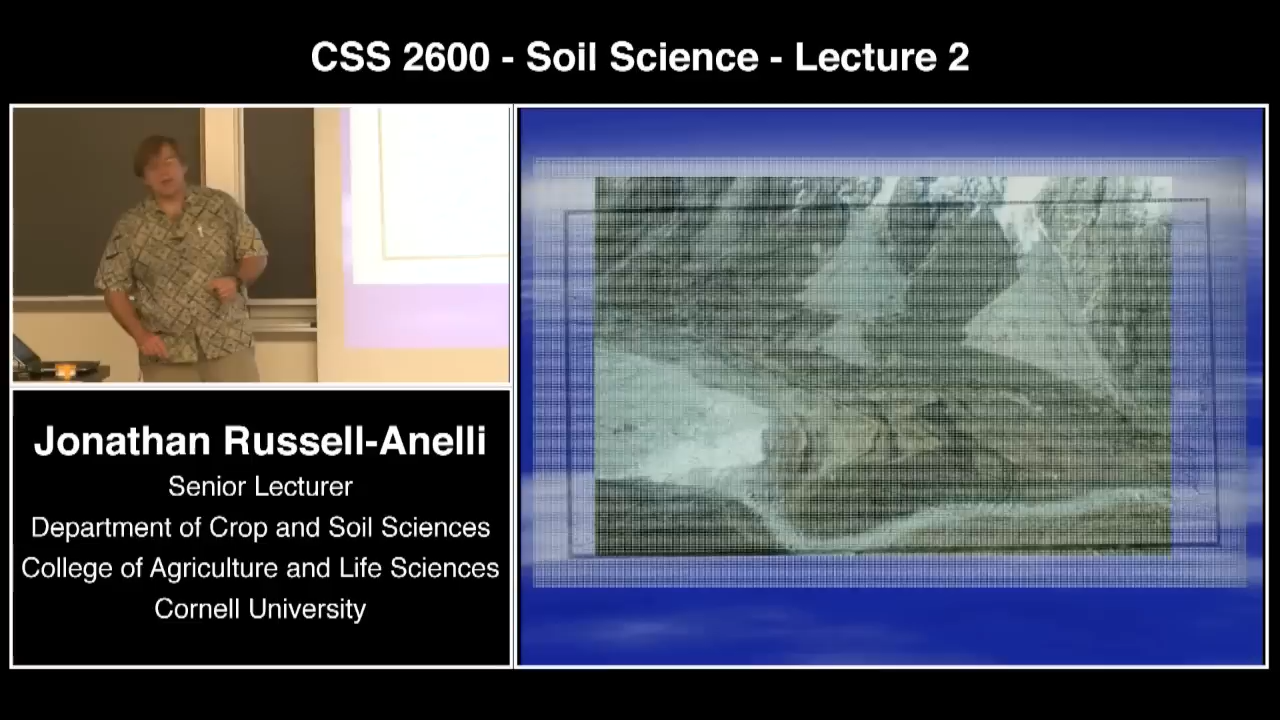 CSS 2600 - Soil Science - Lecture 2
Jonathan Russell-Anelli
Senior Lecturer
Department of Crop and Soil Sciences
College of Agriculture and Life Sciences
Cornell University